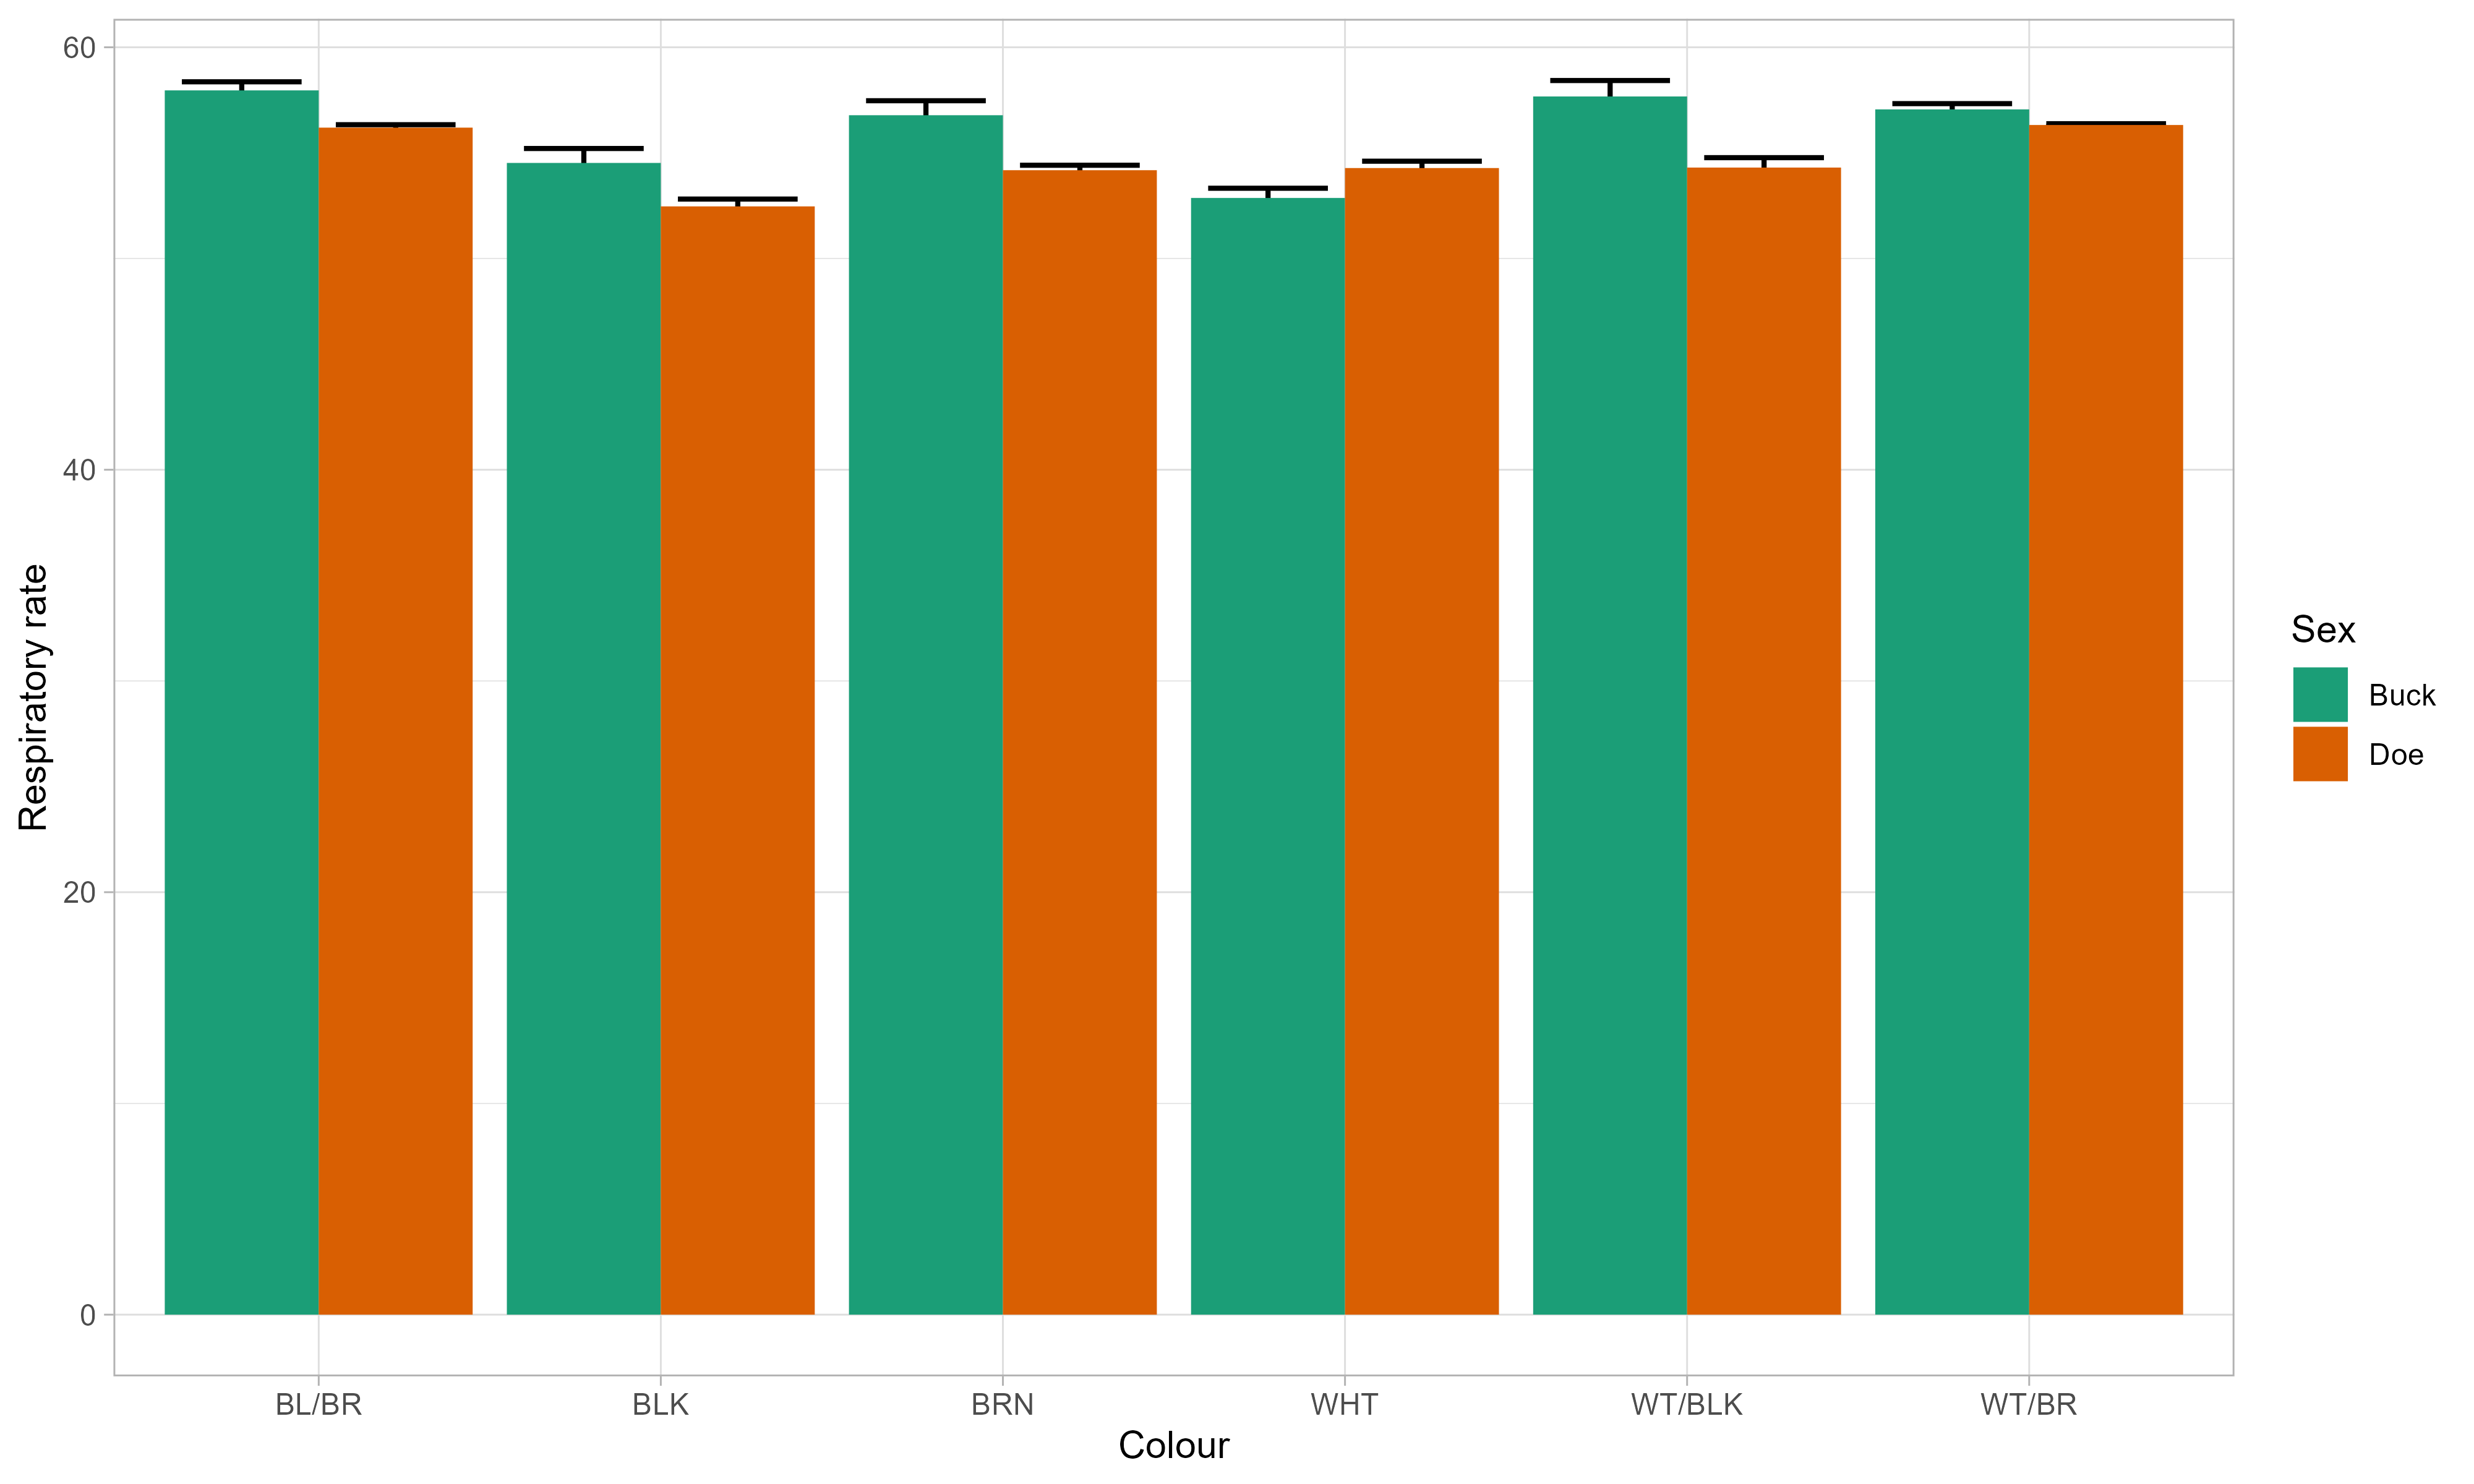 60
40
20
0
Respiratory rate
BL/BR BLK BRN WHT WT/BLK WT/BR
Colour
Sex
Buck
Doe